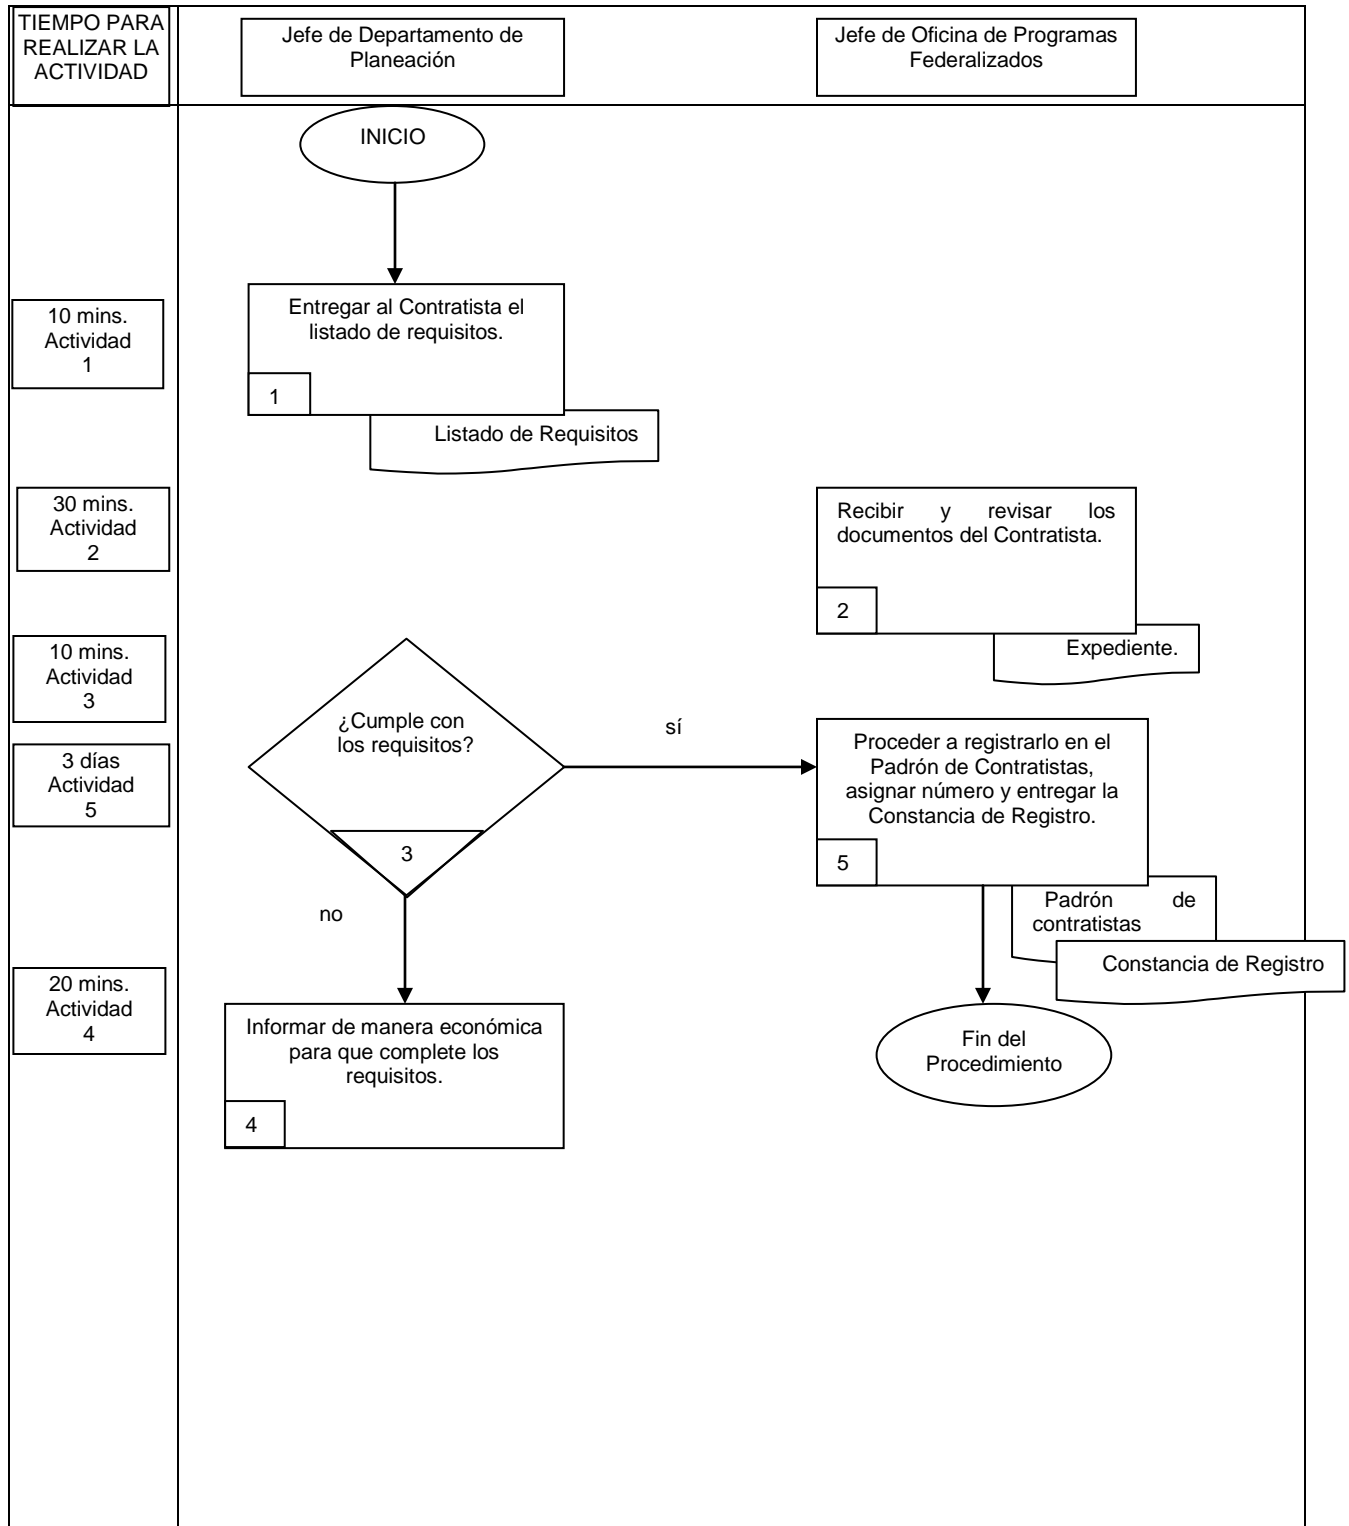 TIEMPO PARA
REALIZAR LA
ACTIVIDAD
Jefe de Departamento de
Planeación
Jefe de Oficina de Programas
Federalizados
INICIO
10 mins.
Actividad
1
Entregar al Contratista el
listado de requisitos.
1
Listado de Requisitos
30 mins.
Actividad
2
Recibir y revisar los
documentos del Contratista.
2
Expediente.
10 mins.
Actividad
3
¿Cumple con
los requisitos?
3
sí
no
3 días
Actividad
5
Proceder a registrarlo en el
Padrón de Contratistas,
asignar número y entregar la
Constancia de Registro.
5
Padrón de
contratistas
Constancia de Registro
20 mins.
Actividad
4
Informar de manera económica
para que complete los
requisitos.
4
Fin del
Procedimiento